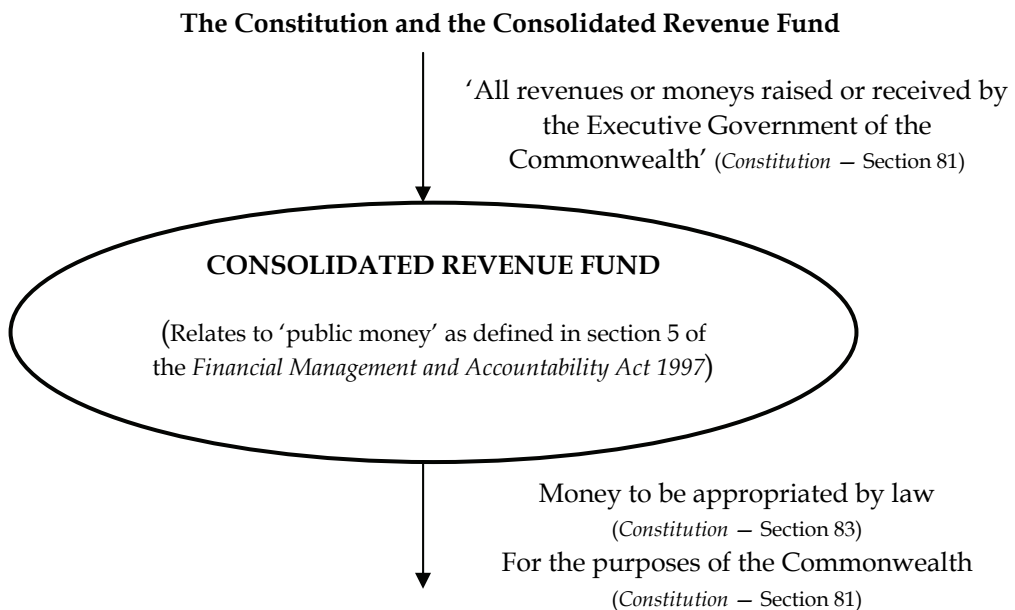 The Constitution and the Consolidated Revenue Fund
‘All revenues or moneys raised or received by
the Executive Government of the
Commonwealth’ (Constitution — Section 81)
CONSOLIDATED REVENUE FUND
(Relates to ‘public money’ as defined in section 5 of
the Financial Management and Accountability Act 1997)
Money to be appropriated by law
(Constitution — Section 83)
For the purposes of the Commonwealth
(Constitution — Section 81)